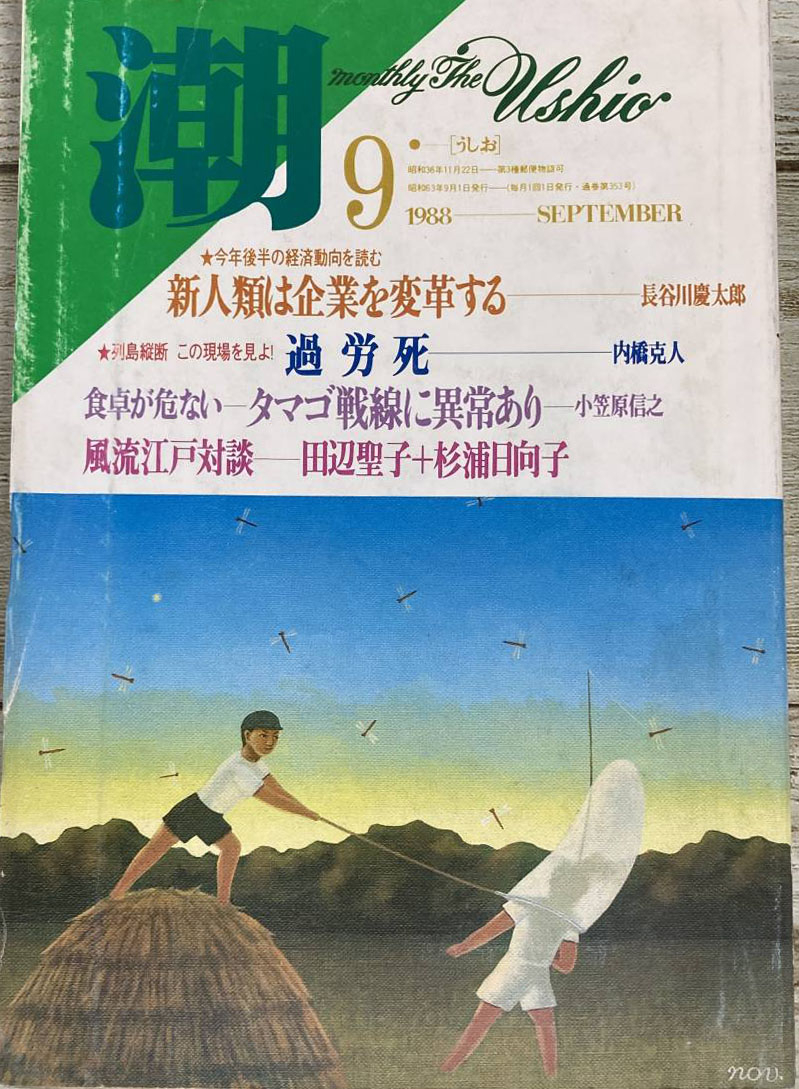 潮
monthly The Ushio
9・―[うしお]
昭和36年11月22日――第3種郵便物認可
昭和63年9月1日発行――(毎月1回1日発行・通巻第353号)
1988――SEPTEMBER
★今年後半の経済動向を読む
新人類は企業を変革する――長谷川慶太郎
★列島縦断 この現場を見よ! 過労死――内橋克人
食卓が危ない―タマゴ戦線に異常あり―小笠原信之
風流江戸対談――田辺聖子+杉浦日向子
nov.